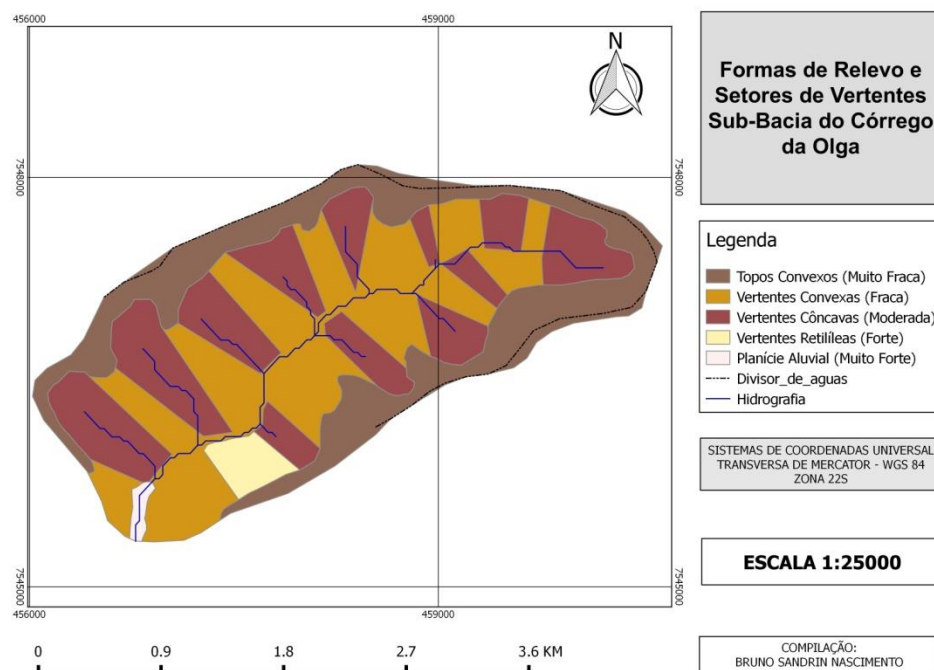 456000
459000
N
7548000
7548000
7545000
7545000
456000
459000
0 0.9 1.8 2.7 3.6 KM
Formas de Relevo e
Setores de Vertentes
Sub-Bacia do Córrego
da Olga
Legenda
Topos Convexos (Muito Fraca)
Vertentes Convexas (Fraca)
Vertentes Côncavas (Moderada)
Vertentes Retilíleas (Forte)
Planície Aluvial (Muito Forte)
Divisor_de_aguas
Hidrografia
SISTEMAS DE COORDENADAS UNIVERSAL
TRANSVERSA DE MERCATOR - WGS 84
ZONA 22S
ESCALA 1:25000
COMPILAÇÃO:
BRUNO SANDRIN NASCIMENTO